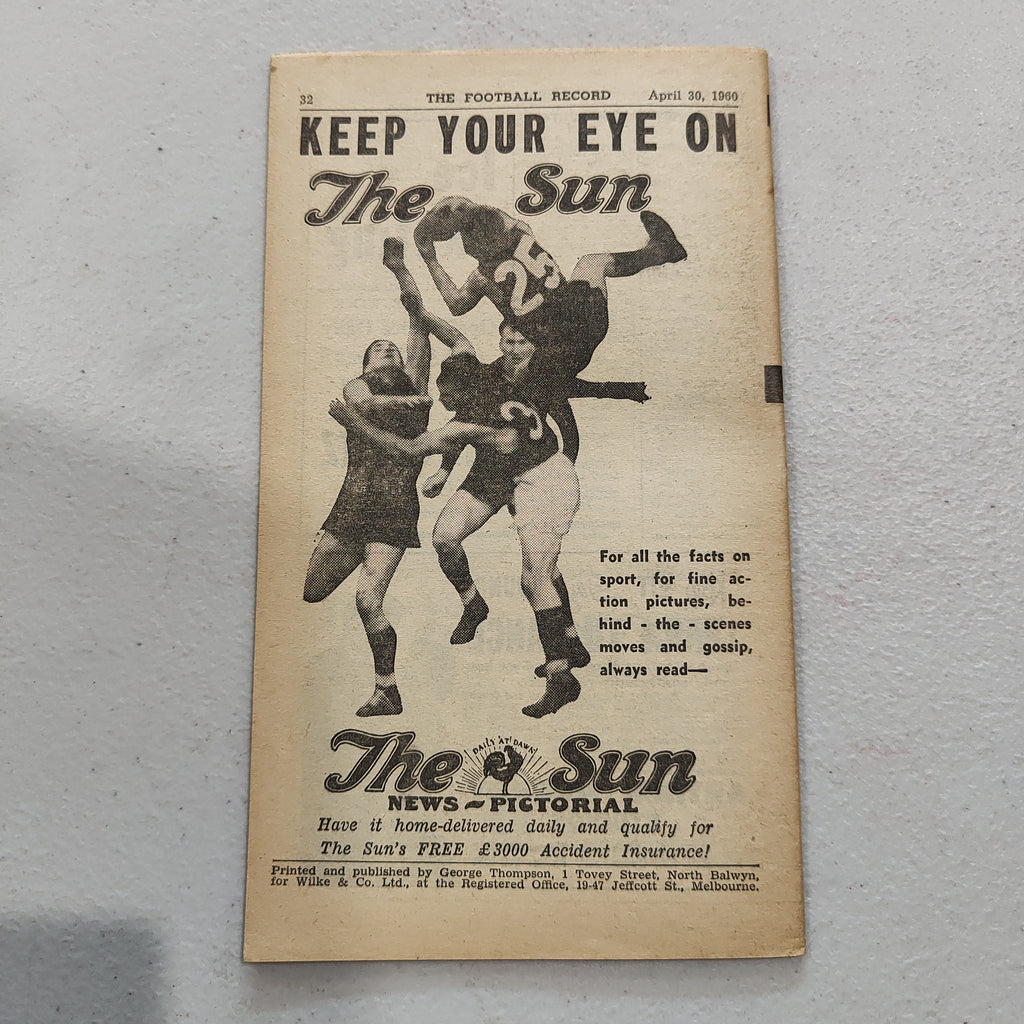 32 THE FOOTBALL RECORD April 30, 1960
KEEP YOUR EYE ON
The Sun
25
3
For all the facts on
sport, for fine ac-
tion pictures, be-
hind - the - scenes
moves and gossip,
always read—
DAILY AT DAWN
The Sun
NEWS - PICTORIAL
Have it home-delivered daily and qualify for
The Sun's FREE £3000 Accident Insurance!
Printed and published by George Thompson, 1 Tovey Street, North Balwyn,
for Wilke & Co. Ltd., at the Registered Office, 19-47 Jeffcott St., Melbourne.